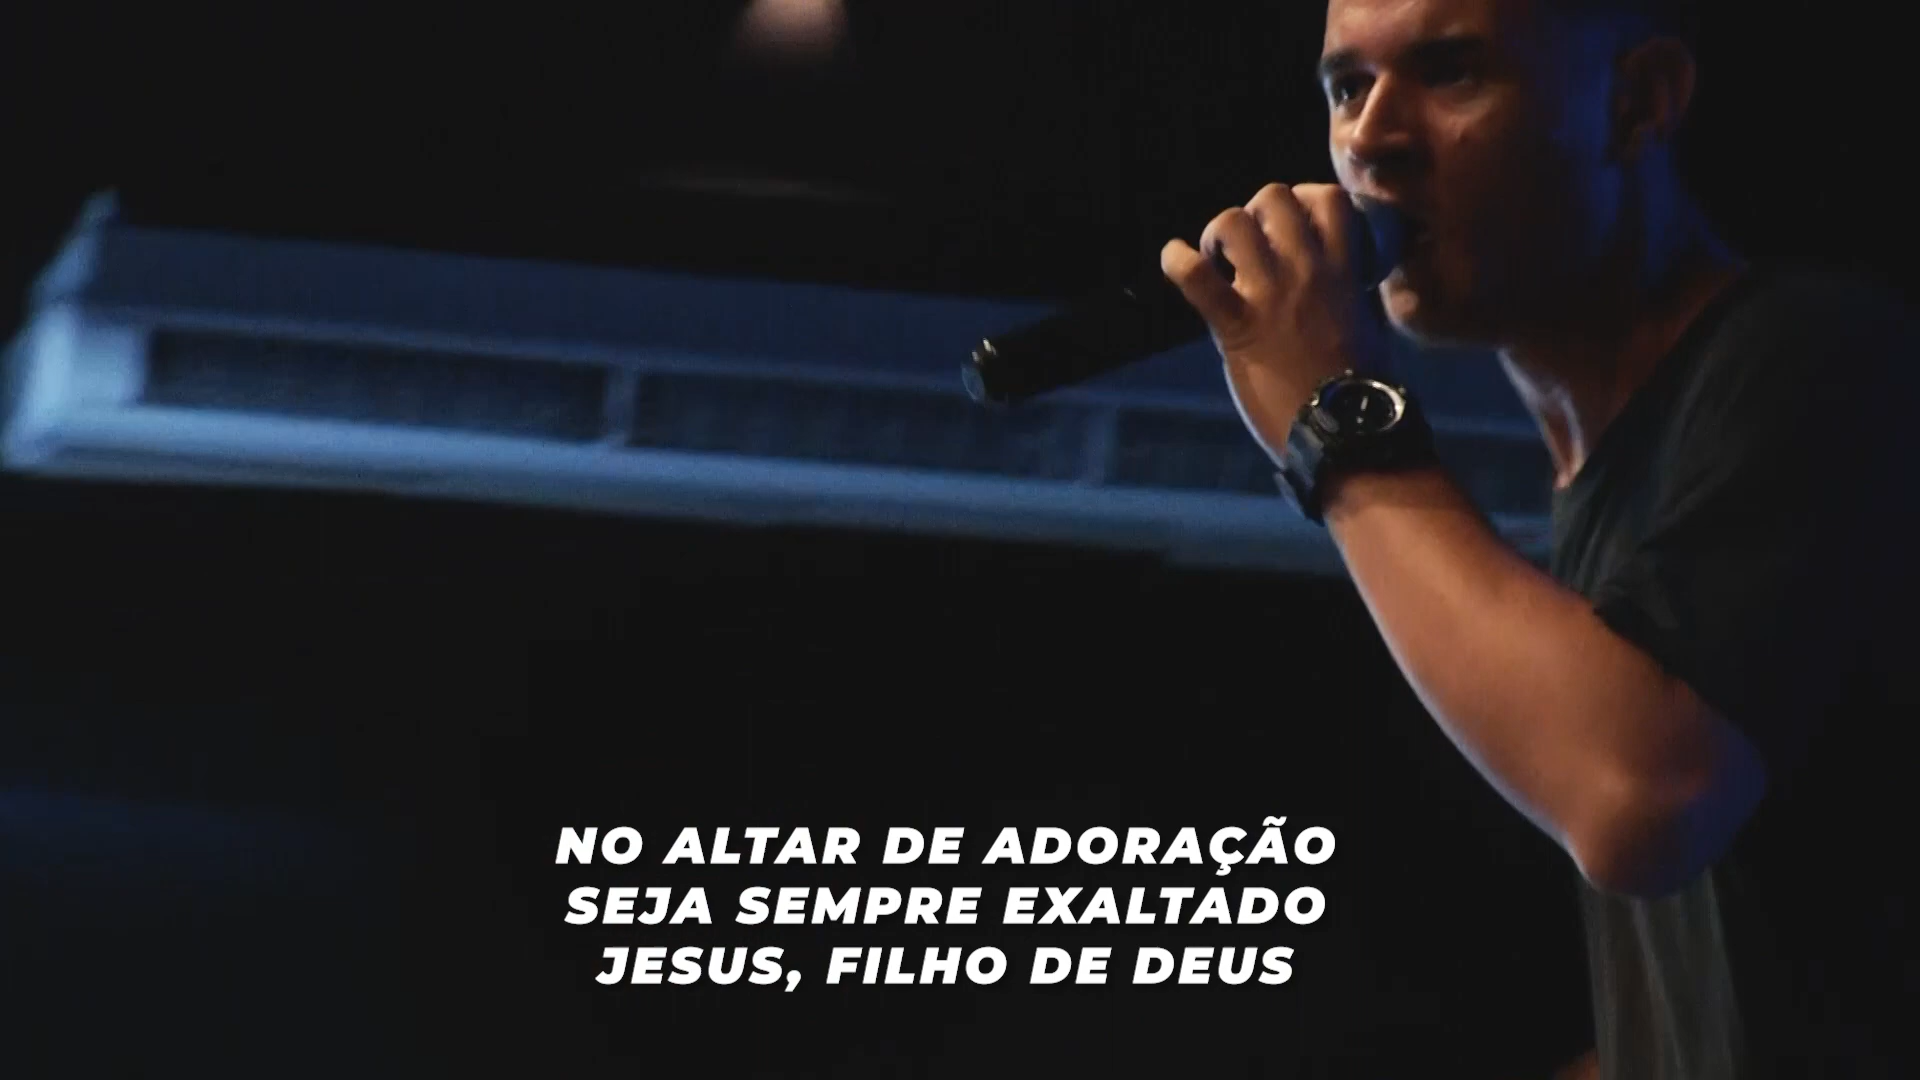 NO ALTAR DE ADORAÇÃO
SEJA SEMPRE EXALTADO
JESUS, FILHO DE DEUS